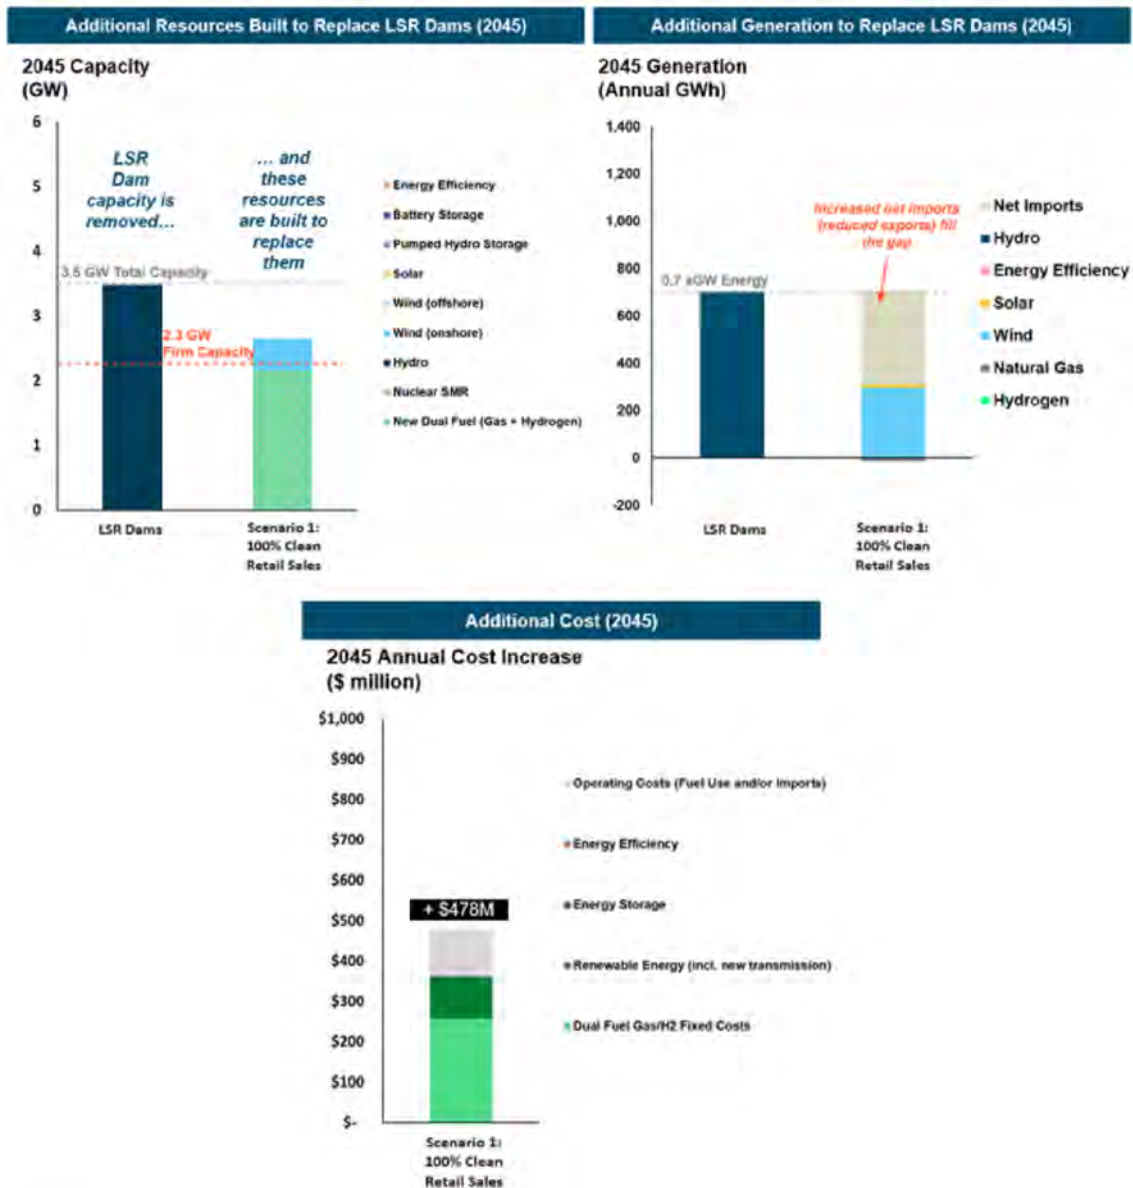 Additional Resources Built to Replace LSR Dams (2045)
2045 Capacity
(GW)
6
5
4
3
2
1
0
LSR
Dam
capacity is
removed...
... and
these
resources
are built to
replace
them
3.5 GW Total Capacity
2.3 GW
Firm Capacity
LSR Dams
Scenario 1:
100% Clean
Retail Sales
Energy Efficiency
Battery Storage
Pumped Hydro Storage
Solar
Wind (offshore)
Wind (onshore)
Hydro
Nuclear SMR
New Dual Fuel (Gas + Hydrogen)
Additional Generation to Replace LSR Dams (2045)
2045 Generation
(Annual GWh)
1,400
1,200
1,000
800
600
400
200
0
-200
Increased net imports
(reduced exports) fill
the gap
0.7 aGW Energy
LSR Dams
Scenario 1:
100% Clean
Retail Sales
Net Imports
Hydro
Energy Efficiency
Solar
Wind
Natural Gas
Hydrogen
Additional Cost (2045)
2045 Annual Cost Increase
($ million)
$1,000
$900
$800
$700
$600
$500
$400
$300
$200
$100
$-
+ $478M
Scenario 1:
100% Clean
Retail Sales
Operating Costs (Fuel Use and/or Imports)
Energy Efficiency
Energy Storage
Renewable Energy (incl. new transmission)
Dual Fuel Gas/H2 Fixed Costs